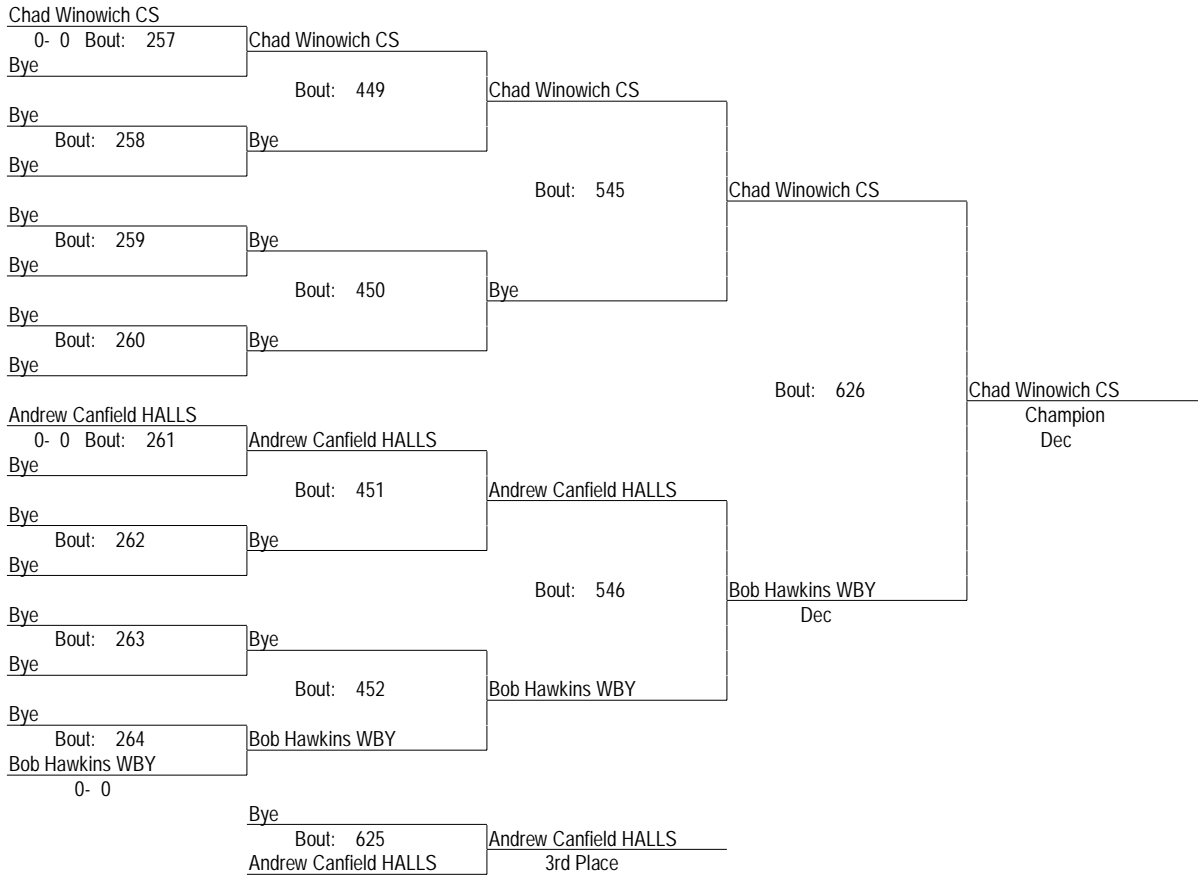 Chad Winowich CS
0- 0 Bout: 257 Chad Winowich CS
Bye
Bout: 449 Chad Winowich CS
Bye
Bout: 258 Bye
Bye
Bout: 545 Chad Winowich CS
Bye
Bout: 259 Bye
Bye
Bout: 450 Bye
Bye
Bout: 260 Bye
Bye
Bout: 626 Chad Winowich CS
Andrew Canfield HALLS Champion
0- 0 Bout: 261 Andrew Canfield HALLS Dec
Bye
Bout: 451 Andrew Canfield HALLS
Bye
Bout: 262 Bye
Bye
Bout: 546 Bob Hawkins WBY
Bye Dec
Bout: 263 Bye
Bye
Bout: 452 Bob Hawkins WBY
Bye
Bout: 264 Bob Hawkins WBY
Bob Hawkins WBY
0- 0
Bye
Bout: 625 Andrew Canfield HALLS
Andrew Canfield HALLS 3rd Place